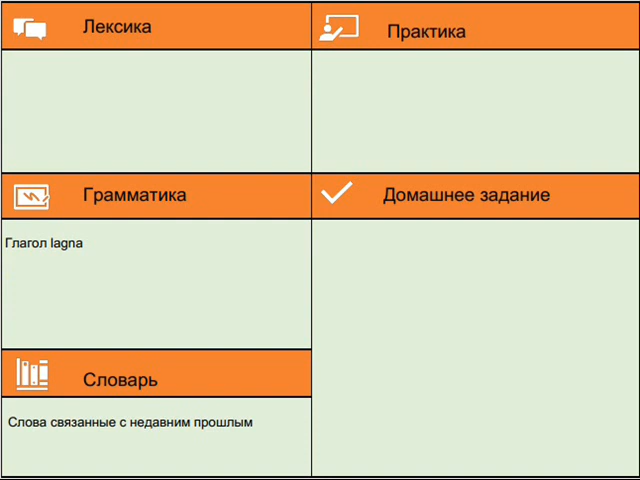 Лексика
Практика
Грамматика
Домашнее задание
Глагол lagna
Словарь
Слова связанные с недавним прошлым